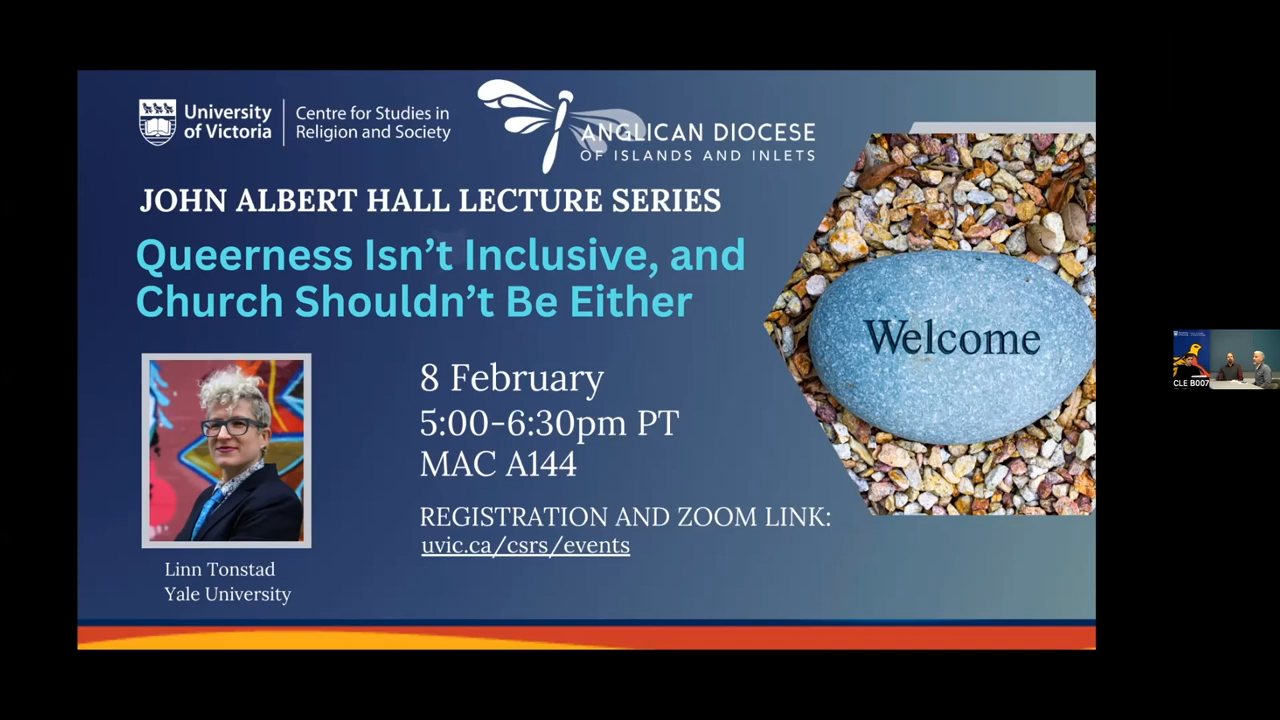 University
of Victoria
Centre for Studies in
Religion and Society
ANGLICAN DIOCESE
OF ISLANDS AND INLETS
JOHN ALBERT HALL LECTURE SERIES
Queerness Isn't Inclusive, and
Church Shouldn't Be Either
Welcome
8 February
5:00-6:30pm PT
MAC A144
REGISTRATION AND ZOOM LINK:
uvic.ca/csrs/events
Linn Tonstad
Yale University
CLE B007